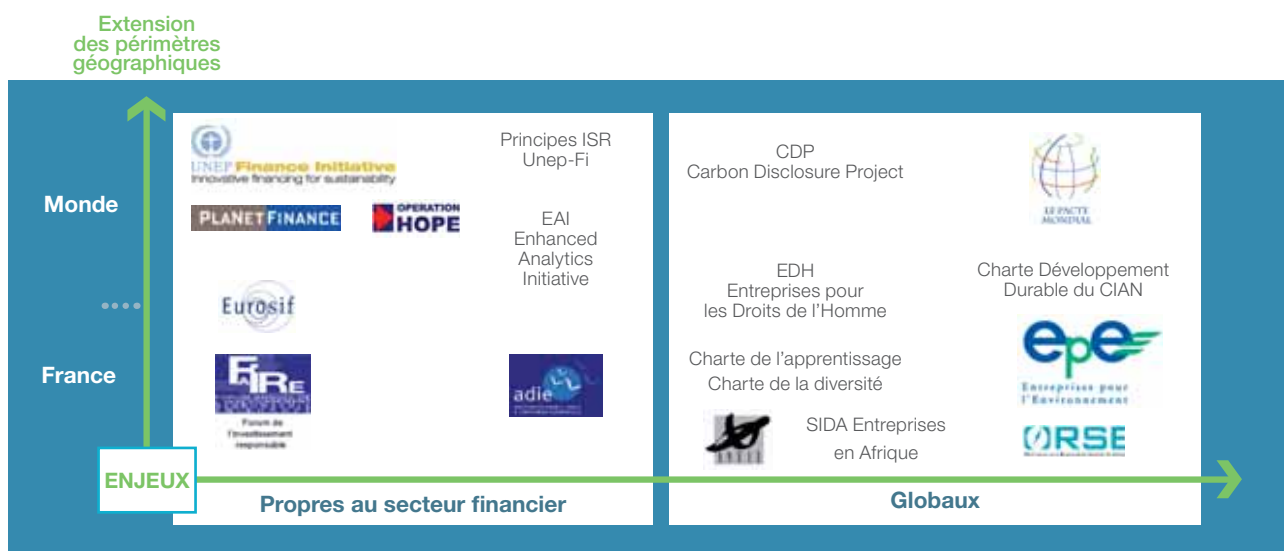 Extension
des périmètres
géographiques
UNEP Finance Initiative
Innovative financing for sustainability
Principes ISR
Unep-Fi
CDP
Carbon Disclosure Project
LE PACTE
MONDIAL
Monde
PLANET FINANCE
OPERATION
HOPE
EAI
Enhanced
Analytics
Initiative
EDH
Entreprises pour
les Droits de l'Homme
Charte Développement
Durable du CIAN
Eurosif
France
FRIRE
Forum de
l'investissement
responsable
adie
Charte de l'apprentissage
Charte de la diversité
epe
Entreprises pour
l'Environnement
SIDA Entreprises
en Afrique
ORSE
ENJEUX
Propres au secteur financier
Globaux